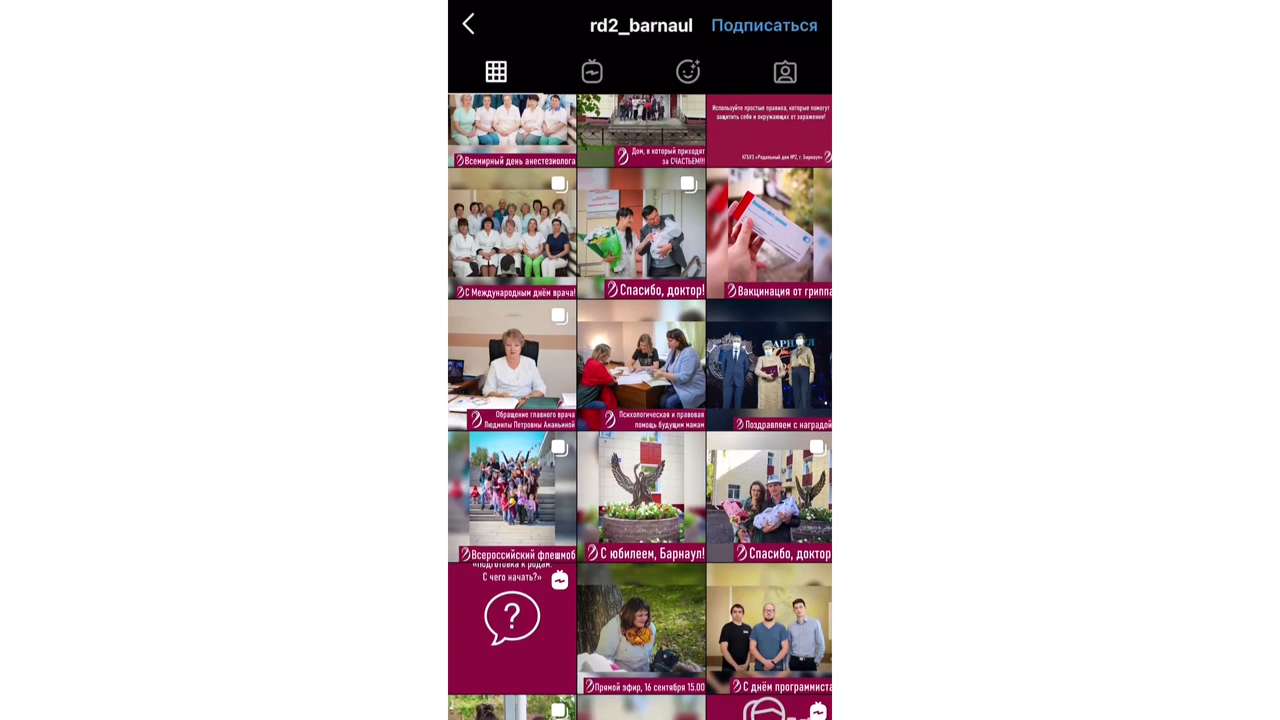 rd2_barnaul Подписаться
Всемирный день анестезиолога
Дом, в который приходят
за СЧАСТЬЕМ!!!
Используйте простые правила, которые помогут
защитить себя и окружающих от заражения!
КГБУЗ «Родильный дом №2, г. Барнаул»
С Международным днём врача!
Спасибо, доктор!
Вакцинация от гриппа
Обращение главного врача
Людмилы Петровны Ананьиной
Психологическая и правовая
помощь будущим мамам
Поздравляем с наградой
Всероссийский флешмоб
С юбилеем, Барнаул!
Спасибо, доктор
«Подготовка к родам.
С чего начать?»
?
Прямой эфир, 16 сентября 15.00
С днём программиста